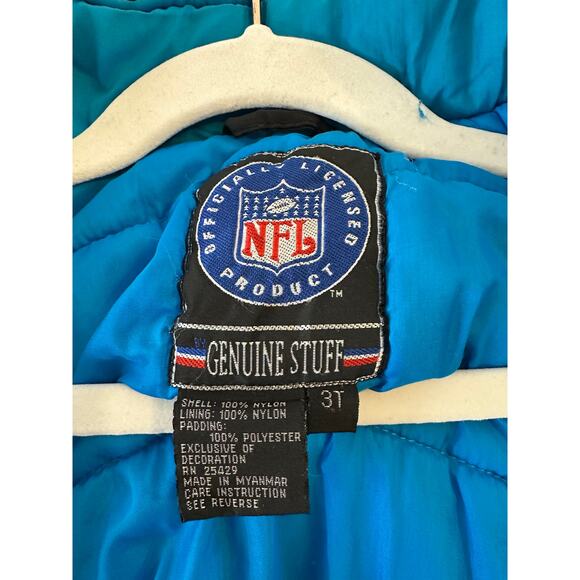 OFFICIALLY LICENSED
NFL
PRODUCT
TM
BY
GENUINE STUFF
3T
SHELL: 100% NYLON
LINING: 100% NYLON
PADDING:
100% POLYESTER
EXCLUSIVE OF
DECORATION
RN 25429
MADE IN MYANMAR
CARE INSTRUCTION
SEE REVERSE